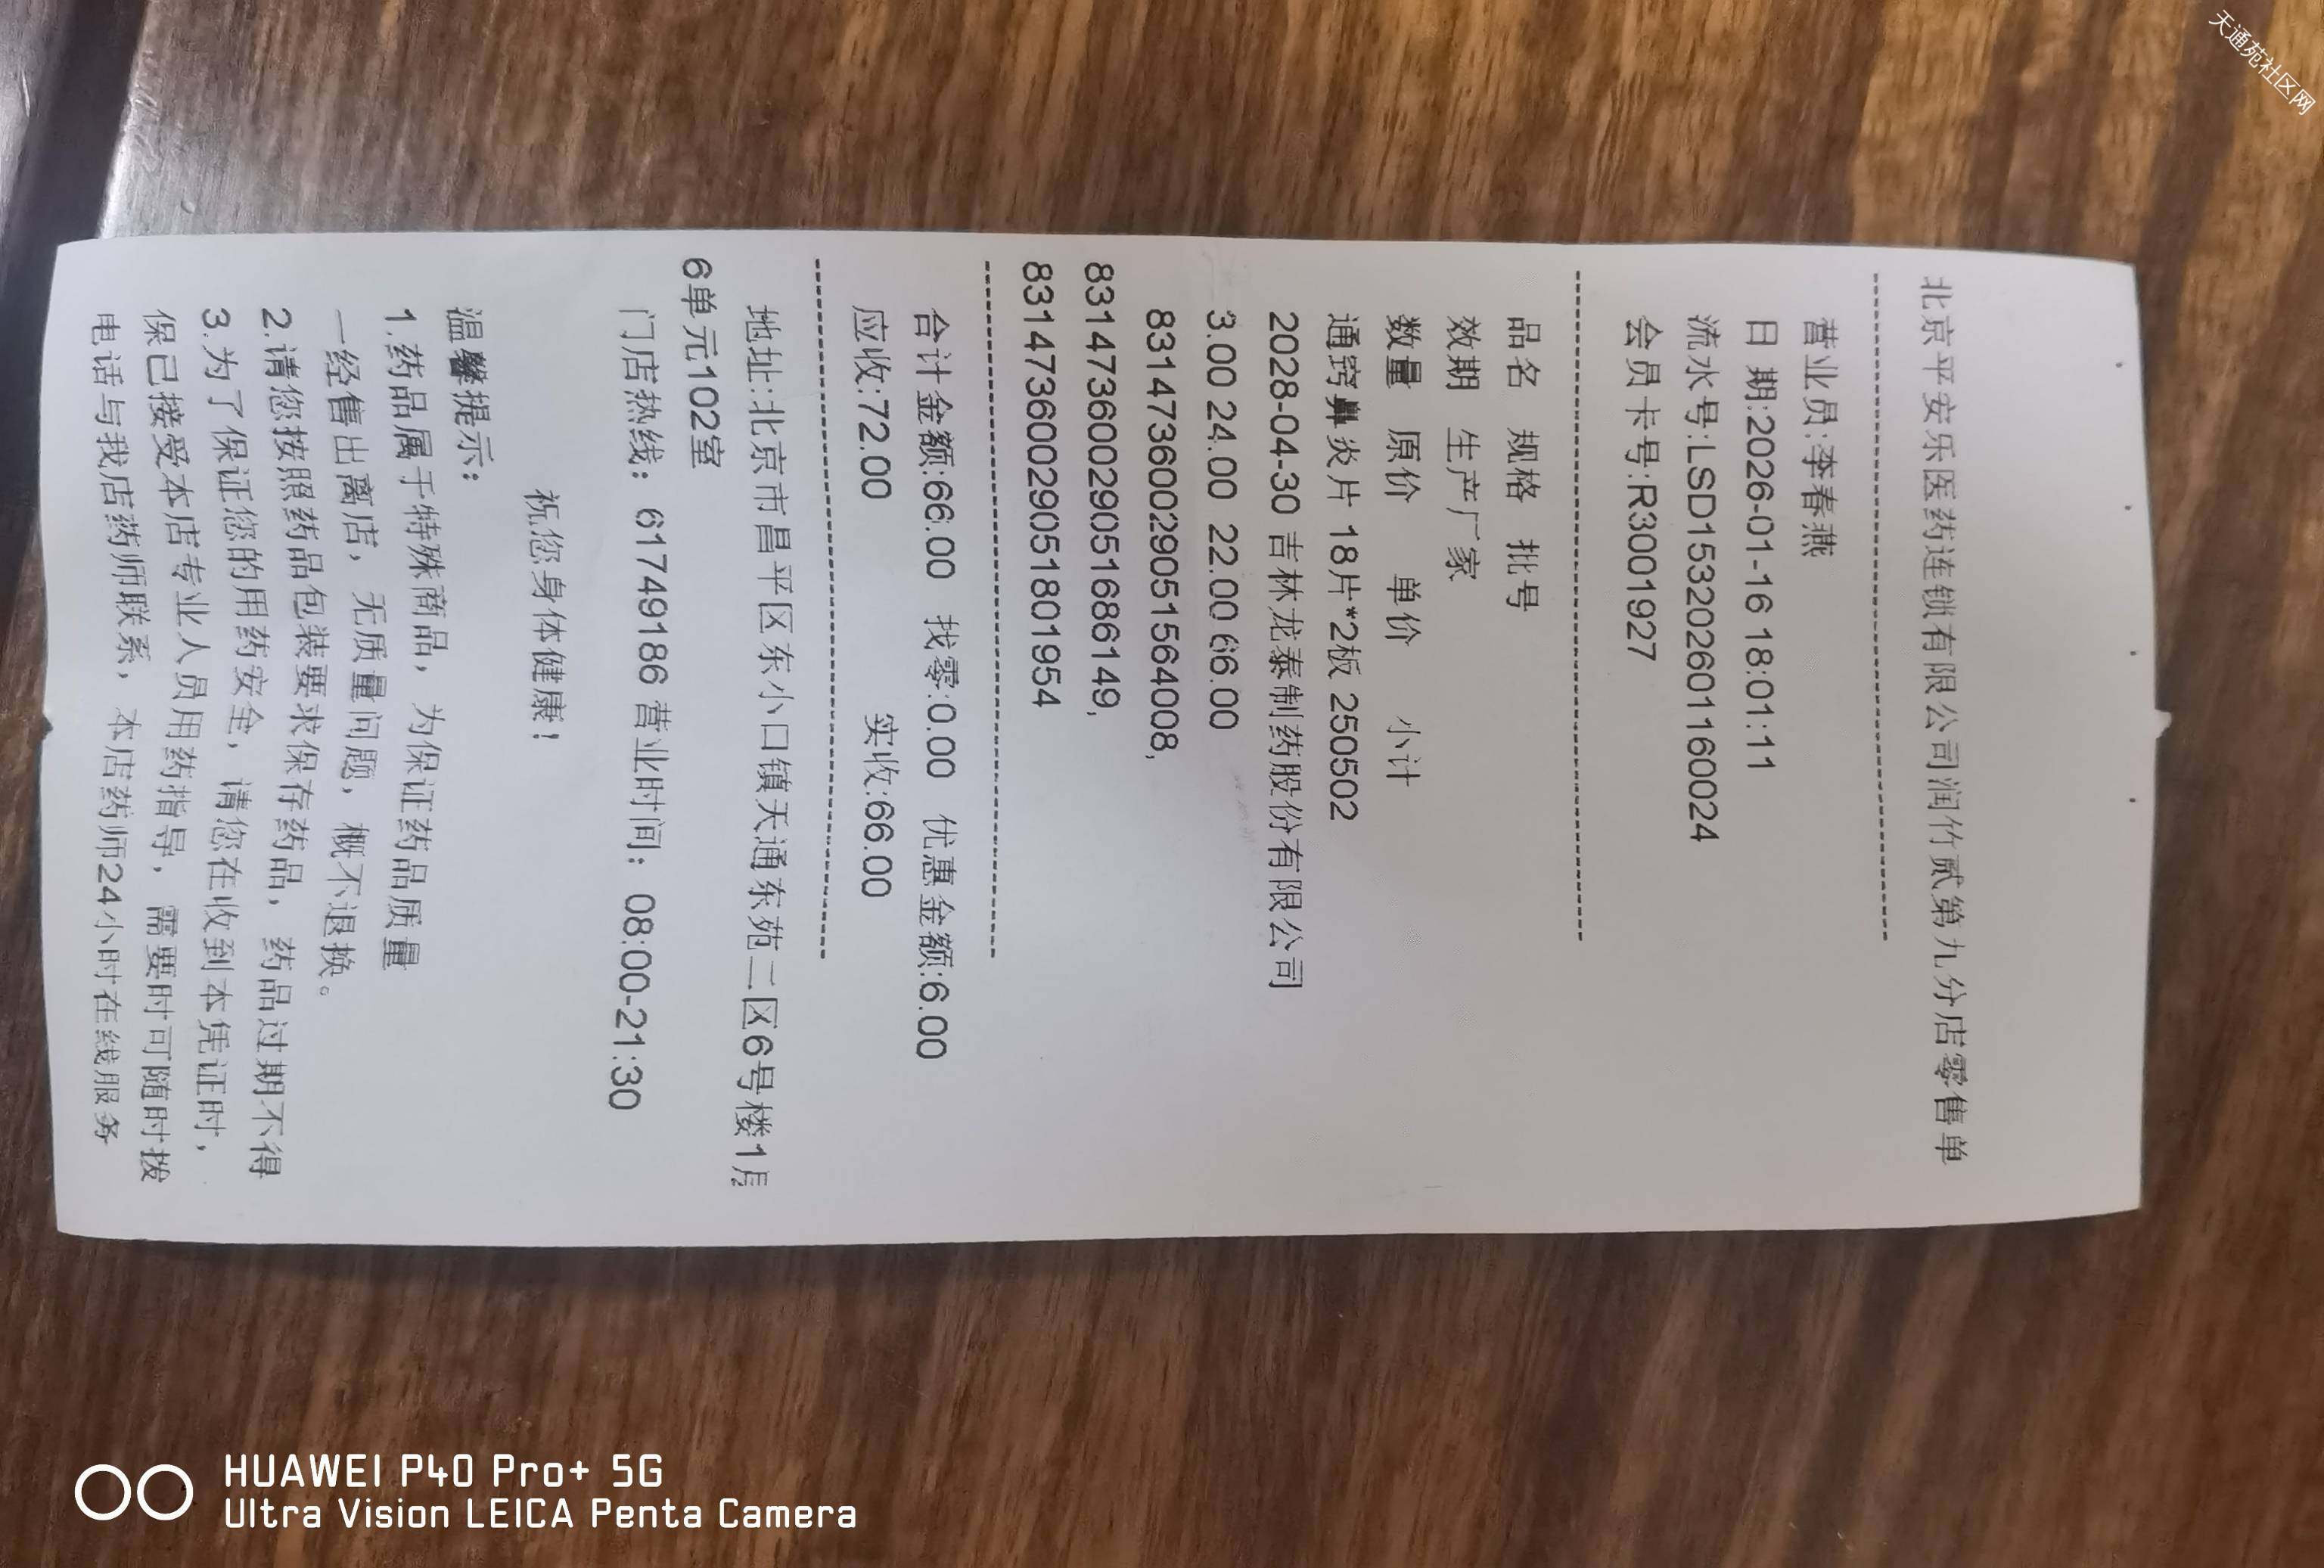 北京平安乐医药连锁有限公司润竹贰第九分店零售单
营业员:李春燕
日 期:2026-01-16 18:01:11
流水号:LSD1532026011600​24
会员卡号:R3001927
品名 规格 批号
效期 生产厂家
数量 原价 单价 小计
通窍鼻炎片 18片*2板 250502
2028-04-30 吉林龙泰制药股份有限公司
3.00 24.00 22.00 66.00
83147360029051564008,
83147360029051686149,
83147360029051801954
合计金额:66.00 找零:0.00 优惠金额:6.00
应收:72.00 实收:66.00
地址:北京市昌平区东小口镇天通东苑二区6号楼1层
6单元102室
门店热线: 61749186 营业时间: 08:00-21:30
祝您身体健康!
温馨提示:
1.药品属于特殊商品, 为保证药品质量
一经售出离店, 无质量问题, 概不退换。
2.请您按照药品包装要求保存药品, 药品过期不得
3.为了保证您的用药安全, 请您在收到本凭证时,
保已接受本店专业人员用药指导, 需要时可随时拨
电话与我店药师联系, 本店药师24小时在线服务
天通苑社区网
HUAWEI P40 Pro+ 5G
Ultra Vision LEICA Penta Camera